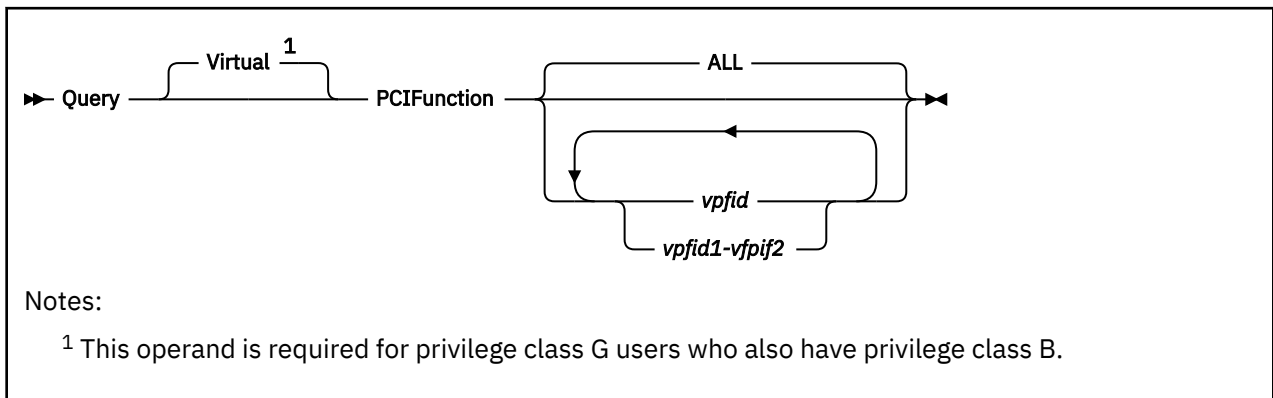 Virtual 1
ALL
Query
PCIFunction
vpfid
vpfid1-vfpif2
Notes:
1 This operand is required for privilege class G users who also have privilege class B.